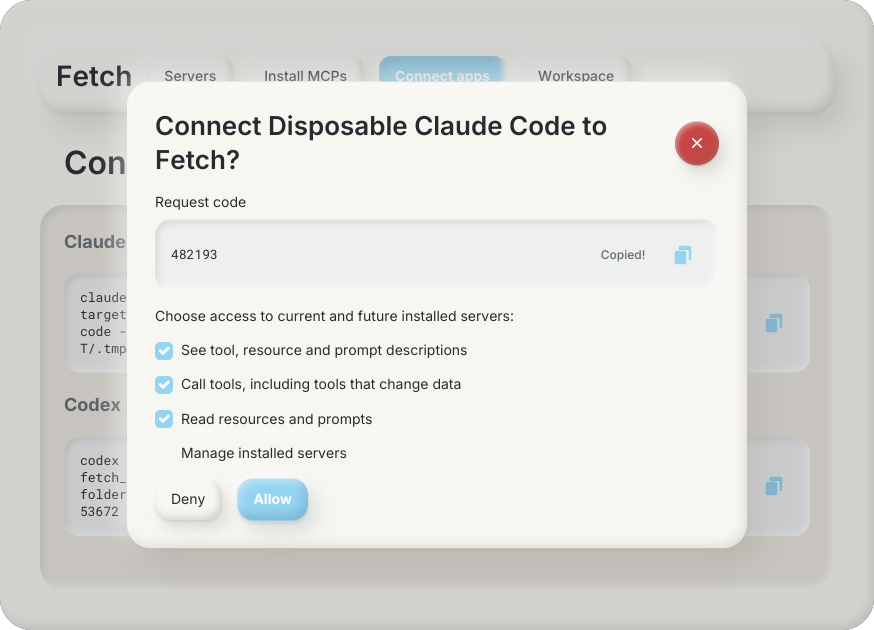 Fetch
Servers
Install MCPs
Connect apps
Workspace
Con
Connect Disposable Claude Code to
Fetch?
Request code
482193
Copied!
Choose access to current and future installed servers:
See tool, resource and prompt descriptions
Call tools, including tools that change data
Read resources and prompts
Manage installed servers
Deny
Allow
Claude
claude
target
code -
T/.tmp
Codex
codex
fetch_
folder
53672